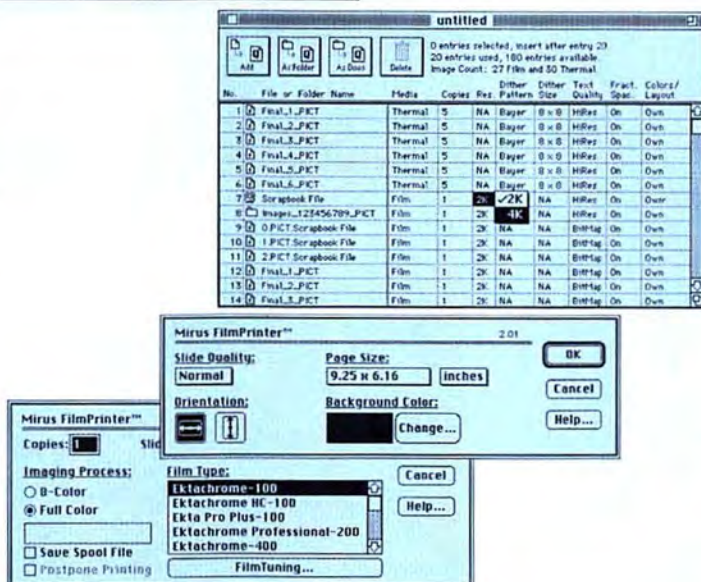 untitled
Add
As Folder
As Docn
Delete
0 entries selected, insert after entry 20
20 entries used, 180 entries available.
Image Count: 27 Film and 30 Thermal
No. File or Folder Name Media Copies Res. Dither Pattern Dither Size Text Quality Fract. Spac. Colors/Layout
1 Final_1_PICT Thermal 5 NA Bayer 8 x 8 HiRes On Own
2 Final_2_PICT Thermal 5 NA Bayer 8 x 8 HiRes On Own
3 Final_3_PICT Thermal 5 NA Bayer 8 x 8 HiRes On Own
4 Final_4_PICT Thermal 5 NA Bayer 8 x 8 HiRes On Own
5 Final_5_PICT Thermal 5 NA Bayer 8 x 8 HiRes On Own
6 Final_6_PICT Thermal 5 NA Bayer 8 x 8 HiRes On Own
7 Scrapbook File Film 1 2K ✓2K NA HiRes On
8 Images_123456789_PICT Film 1 2K 4K NA HiRes On Own
9 0.PICT.Scrapbook File Film 1 2K NA NA BitMap On Own
10 1.PICT.Scrapbook File Film 1 2K NA NA BitMap On Own
11 2.PICT.Scrapbook File Film 1 2K NA NA BitMap On Own
12 Final_1_PICT Film 1 2K NA NA BitMap On Own
13 Final_2_PICT Film 1 2K NA NA BitMap On Own
14 Final_3_PICT Film 1 2K NA NA BitMap On Own
Mirus FilmPrinter™ 2.01
OK
Slide Quality: Page Size:
Normal 9.25 x 6.16 inches
Cancel
Orientation: Background Color:
Change...
Help...
Mirus FilmPrinter™
Copies: 1 Slid
Imaging Process: Film Type:
Cancel
8-Color
Full Color
Ektachrome-100
Ektachrome HC-100
Ekta Pro Plus-100
Ektachrome Professional-200
Ektachrome-400
Help...
Save Spool File
Postpone Printing
FilmTuning...